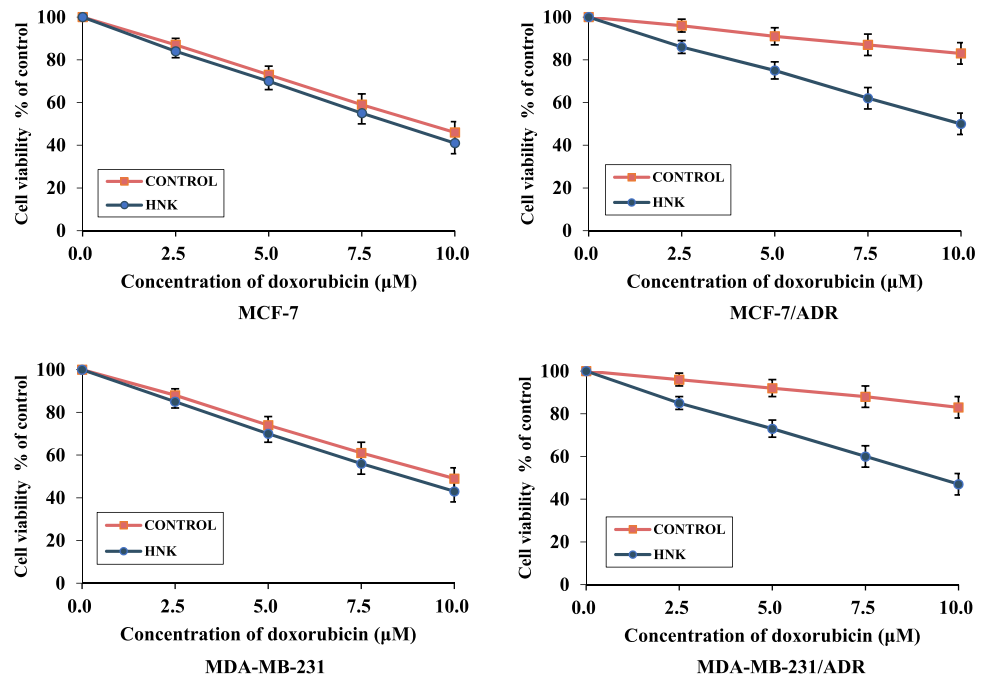 Cell viability % of control
100
80
60
40
20
0
CONTROL
HNK
0.0 2.5 5.0 7.5 10.0
Concentration of doxorubicin (μM)
MCF-7
Cell viability % of control
100
80
60
40
20
0
CONTROL
HNK
0.0 2.5 5.0 7.5 10.0
Concentration of doxorubicin (μM)
MCF-7/ADR
Cell viability % of control
100
80
60
40
20
0
CONTROL
HNK
0.0 2.5 5.0 7.5 10.0
Concentration of doxorubicin (μM)
MDA-MB-231
Cell viability % of control
100
80
60
40
20
0
CONTROL
HNK
0.0 2.5 5.0 7.5 10.0
Concentration of doxorubicin (μM)
MDA-MB-231/ADR